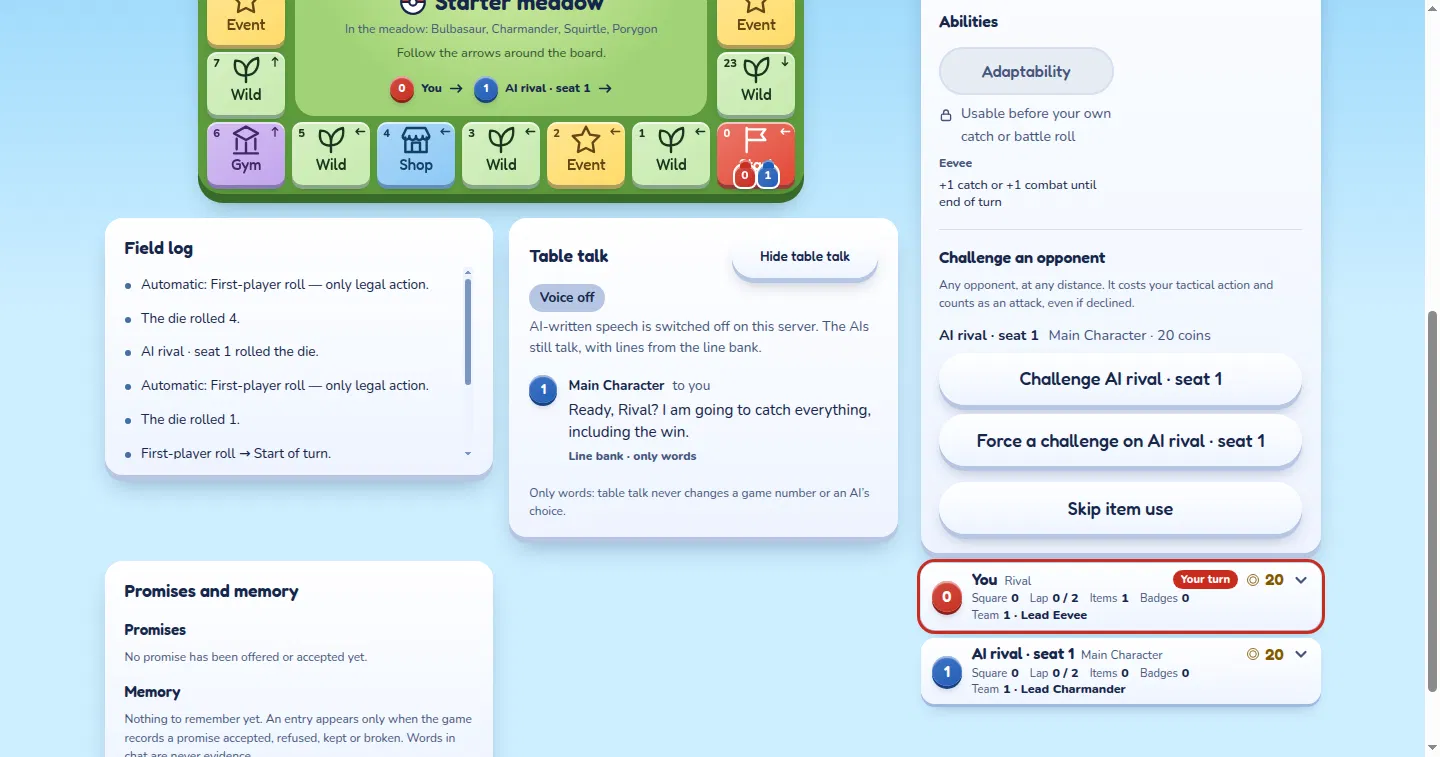 Event
Starter meadow
In the meadow: Bulbasaur, Charmander, Squirtle, Porygon
Follow the arrows around the board.
0 You → 1 AI rival · seat 1 →
Event
7 ↑
Wild
23 ↓
Wild
6 ↑
Gym
5 ←
Wild
4 ←
Shop
3 ←
Wild
2 ←
Event
1 ←
Wild
0 ←
0 1
Field log
Automatic: First-player roll — only legal action.
The die rolled 4.
AI rival · seat 1 rolled the die.
Automatic: First-player roll — only legal action.
The die rolled 1.
First-player roll → Start of turn.
Table talk
Hide table talk
Voice off
AI-written speech is switched off on this server. The AIs
still talk, with lines from the line bank.
1 Main Character to you
Ready, Rival? I am going to catch everything,
including the win.
Line bank · only words
Only words: table talk never changes a game number or an AI's
choice.
Promises and memory
Promises
No promise has been offered or accepted yet.
Memory
Nothing to remember yet. An entry appears only when the game
records a promise accepted, refused, kept or broken. Words in
chat are never evidence.
Abilities
Adaptability
Usable before your own
catch or battle roll
Eevee
+1 catch or +1 combat until
end of turn
Challenge an opponent
Any opponent, at any distance. It costs your tactical action and
counts as an attack, even if declined.
AI rival · seat 1 Main Character · 20 coins
Challenge AI rival · seat 1
Force a challenge on AI rival · seat 1
Skip item use
0 You Rival Your turn 20
Square 0 Lap 0 / 2 Items 1 Badges 0
Team 1 · Lead Eevee
1 AI rival · seat 1 Main Character 20
Square 0 Lap 0 / 2 Items 0 Badges 0
Team 1 · Lead Charmander